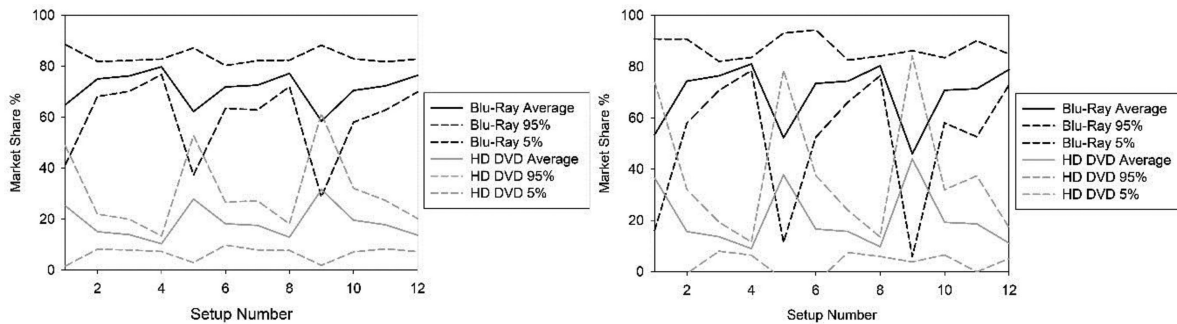 100
80
60
40
20
0
Market Share %
2 4 6 8 10 12
Setup Number
Blu-Ray Average
Blu-Ray 95%
Blu-Ray 5%
HD DVD Average
HD DVD 95%
HD DVD 5%
100
80
60
40
20
0
Market Share %
2 4 6 8 10 12
Setup Number
Blu-Ray Average
Blu-Ray 95%
Blu-Ray 5%
HD DVD Average
HD DVD 95%
HD DVD 5%